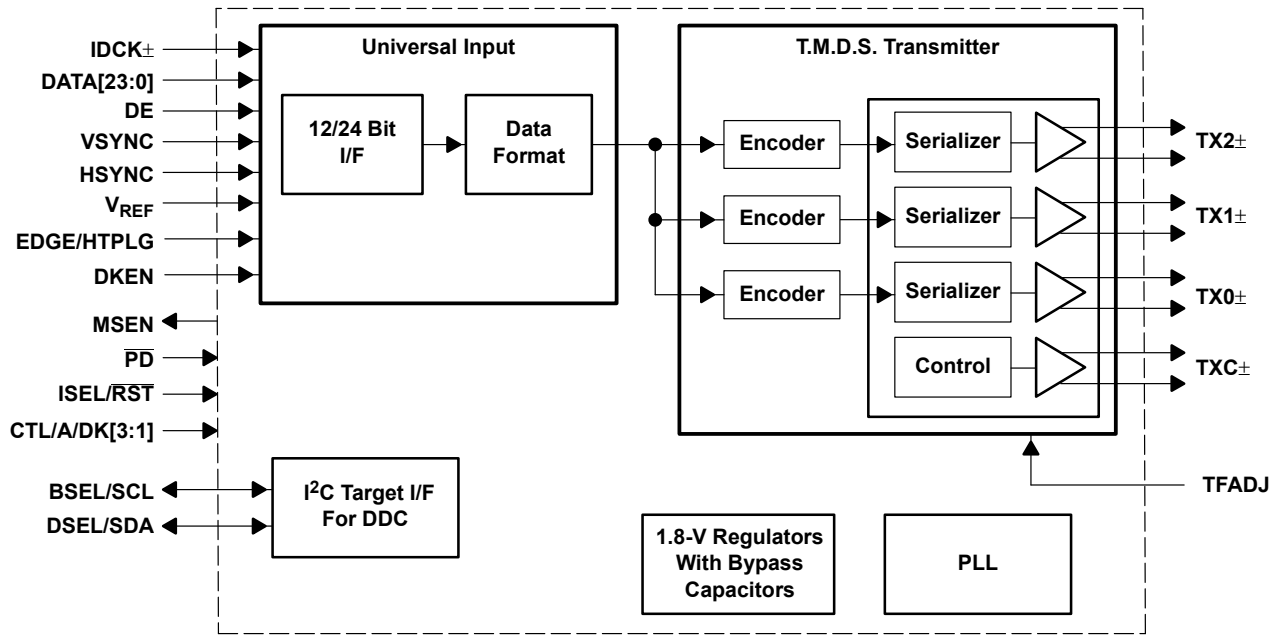 IDCK±
DATA[23:0]
DE
VSYNC
HSYNC
VREF
EDGE/HTPLG
DKEN
MSEN
PD
ISEL/RST
CTL/A/DK[3:1]
BSEL/SCL
DSEL/SDA
Universal Input
12/24 Bit
I/F
Data
Format
T.M.D.S. Transmitter
Encoder
Serializer
Encoder
Serializer
Encoder
Serializer
Control
TX2±
TX1±
TX0±
TXC±
TFADJ
I2C Target I/F
For DDC
1.8-V Regulators
With Bypass
Capacitors
PLL